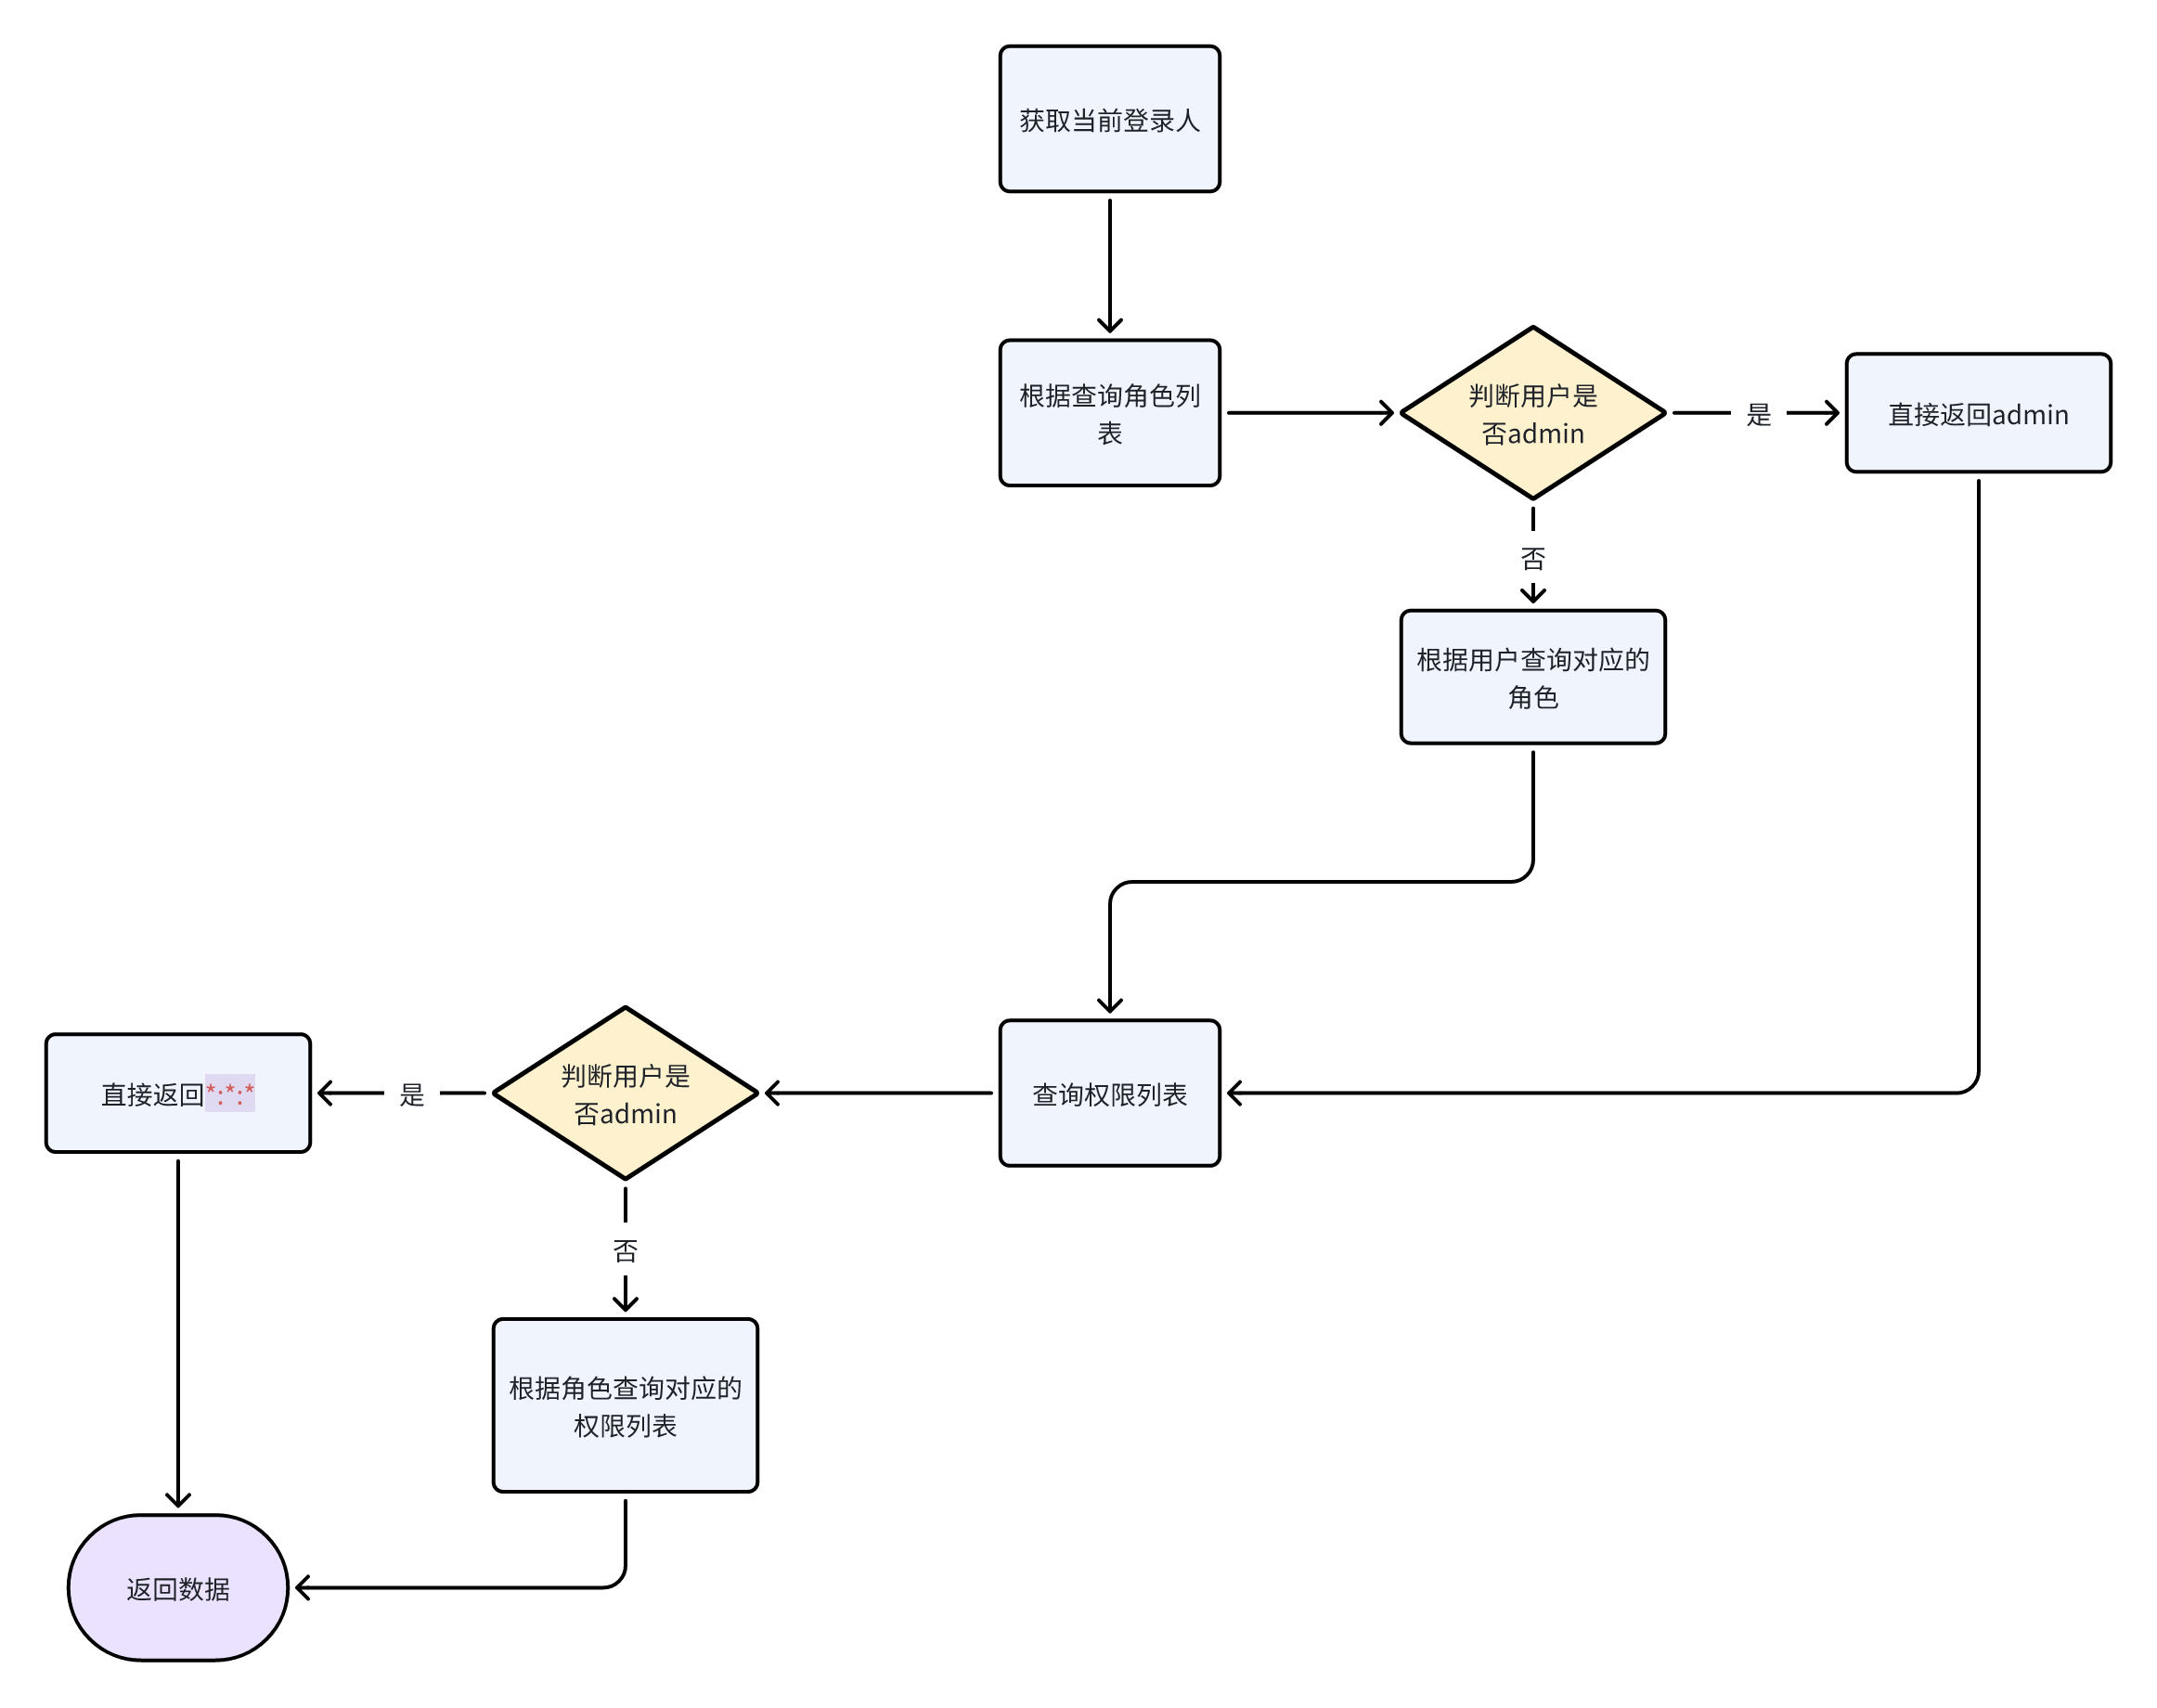 获取当前登录人
根据查询角色列
表
判断用户是
否admin
是
直接返回admin
否
根据用户查询对应的
角色
查询权限列表
判断用户是
否admin
是
直接返回*:*:*
否
根据角色查询对应的
权限列表
返回数据